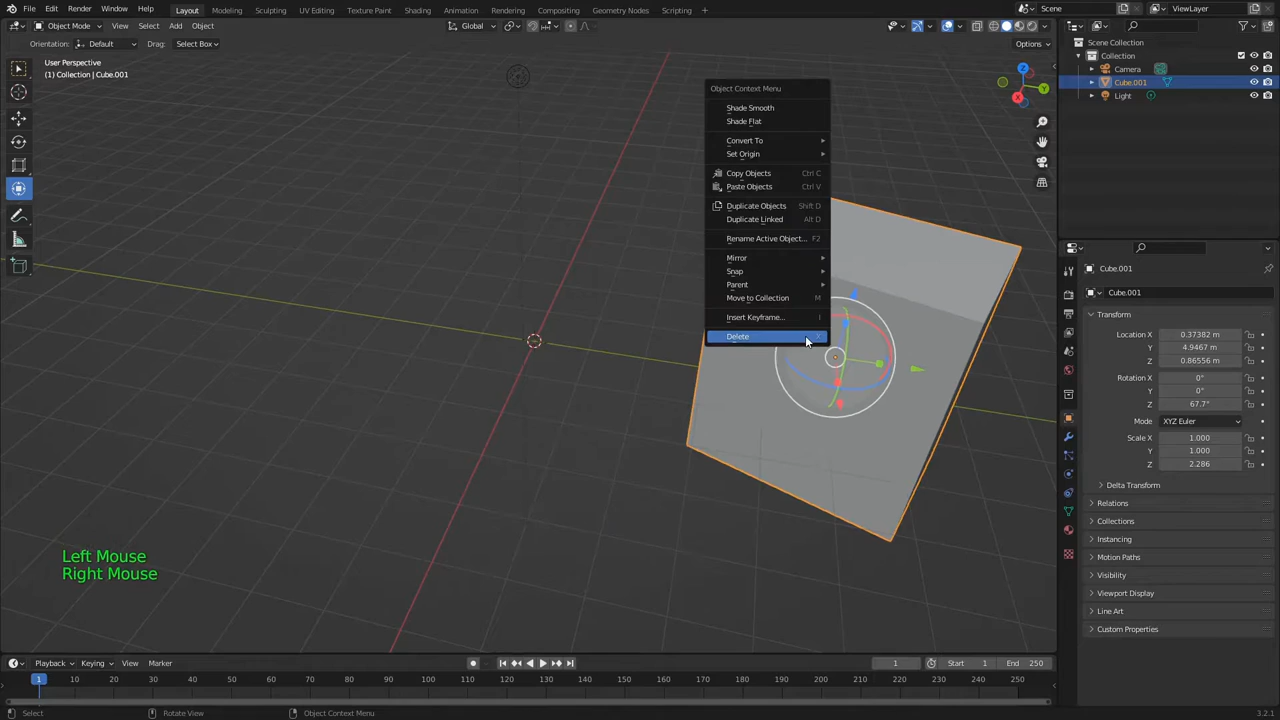 File Edit Render Window Help Layout Modeling Sculpting UV Editing Texture Paint Shading Animation Rendering Compositing Geometry Nodes Scripting + Scene ViewLayer
Object Mode View Select Add Object Global
Orientation: Default Drag: Select Box Options
User Perspective
(1) Collection | Cube.001
Object Context Menu
Shade Smooth
Shade Flat
Convert To
Set Origin
Copy Objects Ctrl C
Paste Objects Ctrl V
Duplicate Objects Shift D
Duplicate Linked Alt D
Rename Active Object... F2
Mirror
Snap
Parent
Move to Collection M
Insert Keyframe... I
Delete X
Z
Y
X
Scene Collection
Collection
Camera
Cube.001
Light
Cube.001
Cube.001
Transform
Location X 0.37382 m
Y 4.9467 m
Z 0.86556 m
Rotation X 0°
Y 0°
Z 67.7°
Mode XYZ Euler
Scale X 1.000
Y 1.000
Z 2.286
Delta Transform
Relations
Collections
Instancing
Motion Paths
Visibility
Viewport Display
Line Art
Custom Properties
Left Mouse
Right Mouse
Playback Keying View Marker 1 Start 1 End 250
1 10 20 30 40 50 60 70 80 90 100 110 120 130 140 150 160 170 180 190 200 210 220 230 240 250
Select Rotate View Object Context Menu 3.2.1